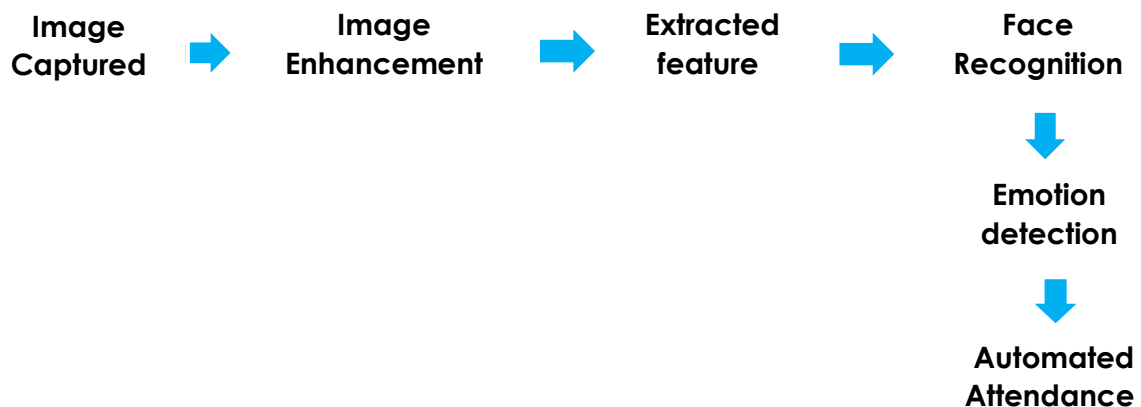 Image
Captured
Image
Enhancement
Extracted
feature
Face
Recognition
Emotion
detection
Automated
Attendance